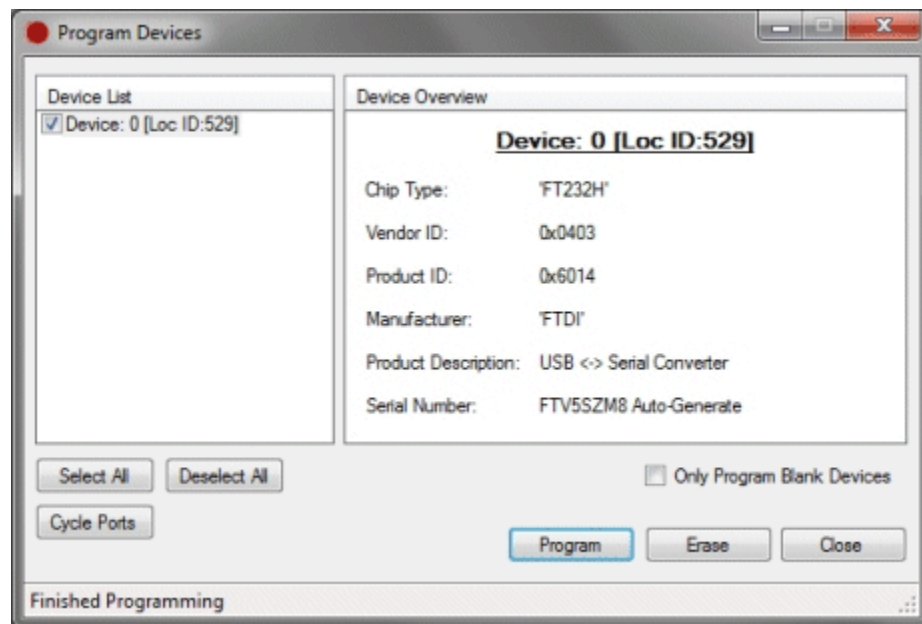 Program Devices
Device List
Device: 0 [Loc ID:529]
Device Overview
Device: 0 [Loc ID:529]
Chip Type: 'FT232H'
Vendor ID: 0x0403
Product ID: 0x6014
Manufacturer: 'FTDI'
Product Description: USB <-> Serial Converter
Serial Number: FTV5SZM8 Auto-Generate
Select All Deselect All Only Program Blank Devices
Cycle Ports
Program Erase Close
Finished Programming